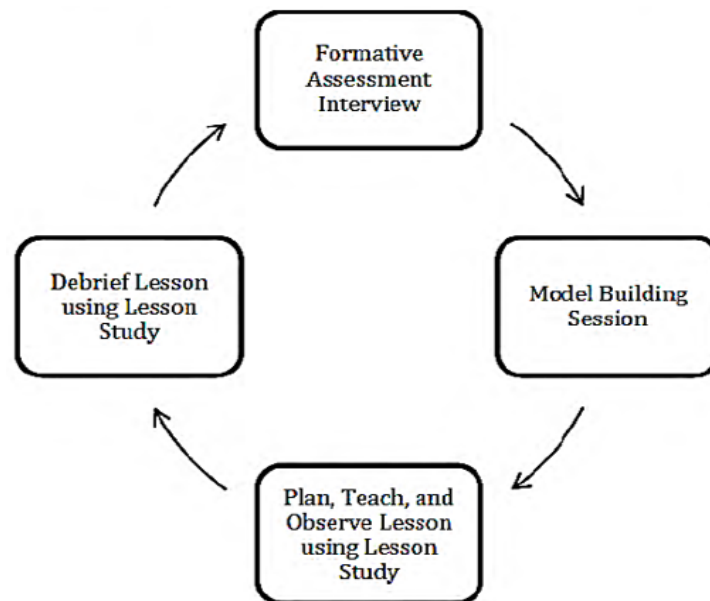 Formative
Assessment
Interview
Debrief Lesson
using Lesson
Study
Model Building
Session
Plan, Teach, and
Observe Lesson
using Lesson
Study